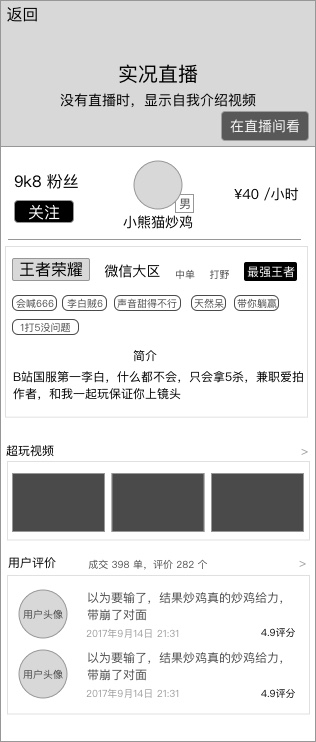 返回
实况直播
没有直播时，显示自我介绍视频
在直播间看
9k8 粉丝
关注
男
小熊猫炒鸡
¥40 /小时
王者荣耀 微信大区 中单 打野 最强王者
会喊666 李白贼6 声音甜得不行 天然呆 带你躺赢
1打5没问题
简介
B站国服第一李白，什么都不会，只会拿5杀，兼职爱拍
作者，和我一起玩保证你上镜头
超玩视频 >
用户评价 成交 398 单，评价 282 个 >
用户头像
以为要输了，结果炒鸡真的炒鸡给力，
带崩了对面
2017年9月14日 21:31 4.9评分
用户头像
以为要输了，结果炒鸡真的炒鸡给力，
带崩了对面
2017年9月14日 21:31 4.9评分